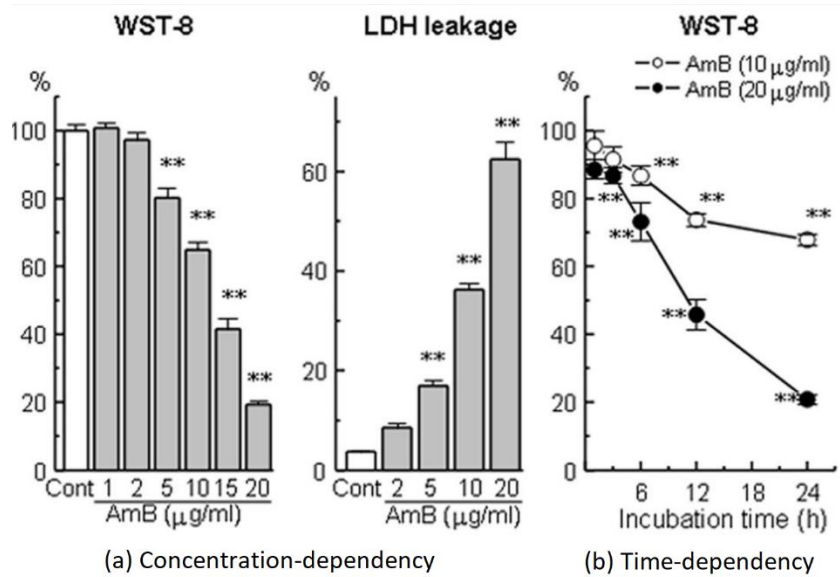 WST-8
LDH leakage
WST-8
AmB (10 μg/ml)
AmB (20 μg/ml)
%
100
80
60
40
20
0
**
**
**
**
Cont 1 2 5 10 15 20
AmB (μg/ml)
%
60
40
20
0
**
**
**
Cont 2 5 10 20
AmB (μg/ml)
%
100
80
60
40
20
0
**
**
**
**
**
**
**
6 12 18 24
Incubation time (h)
(a) Concentration-dependency
(b) Time-dependency